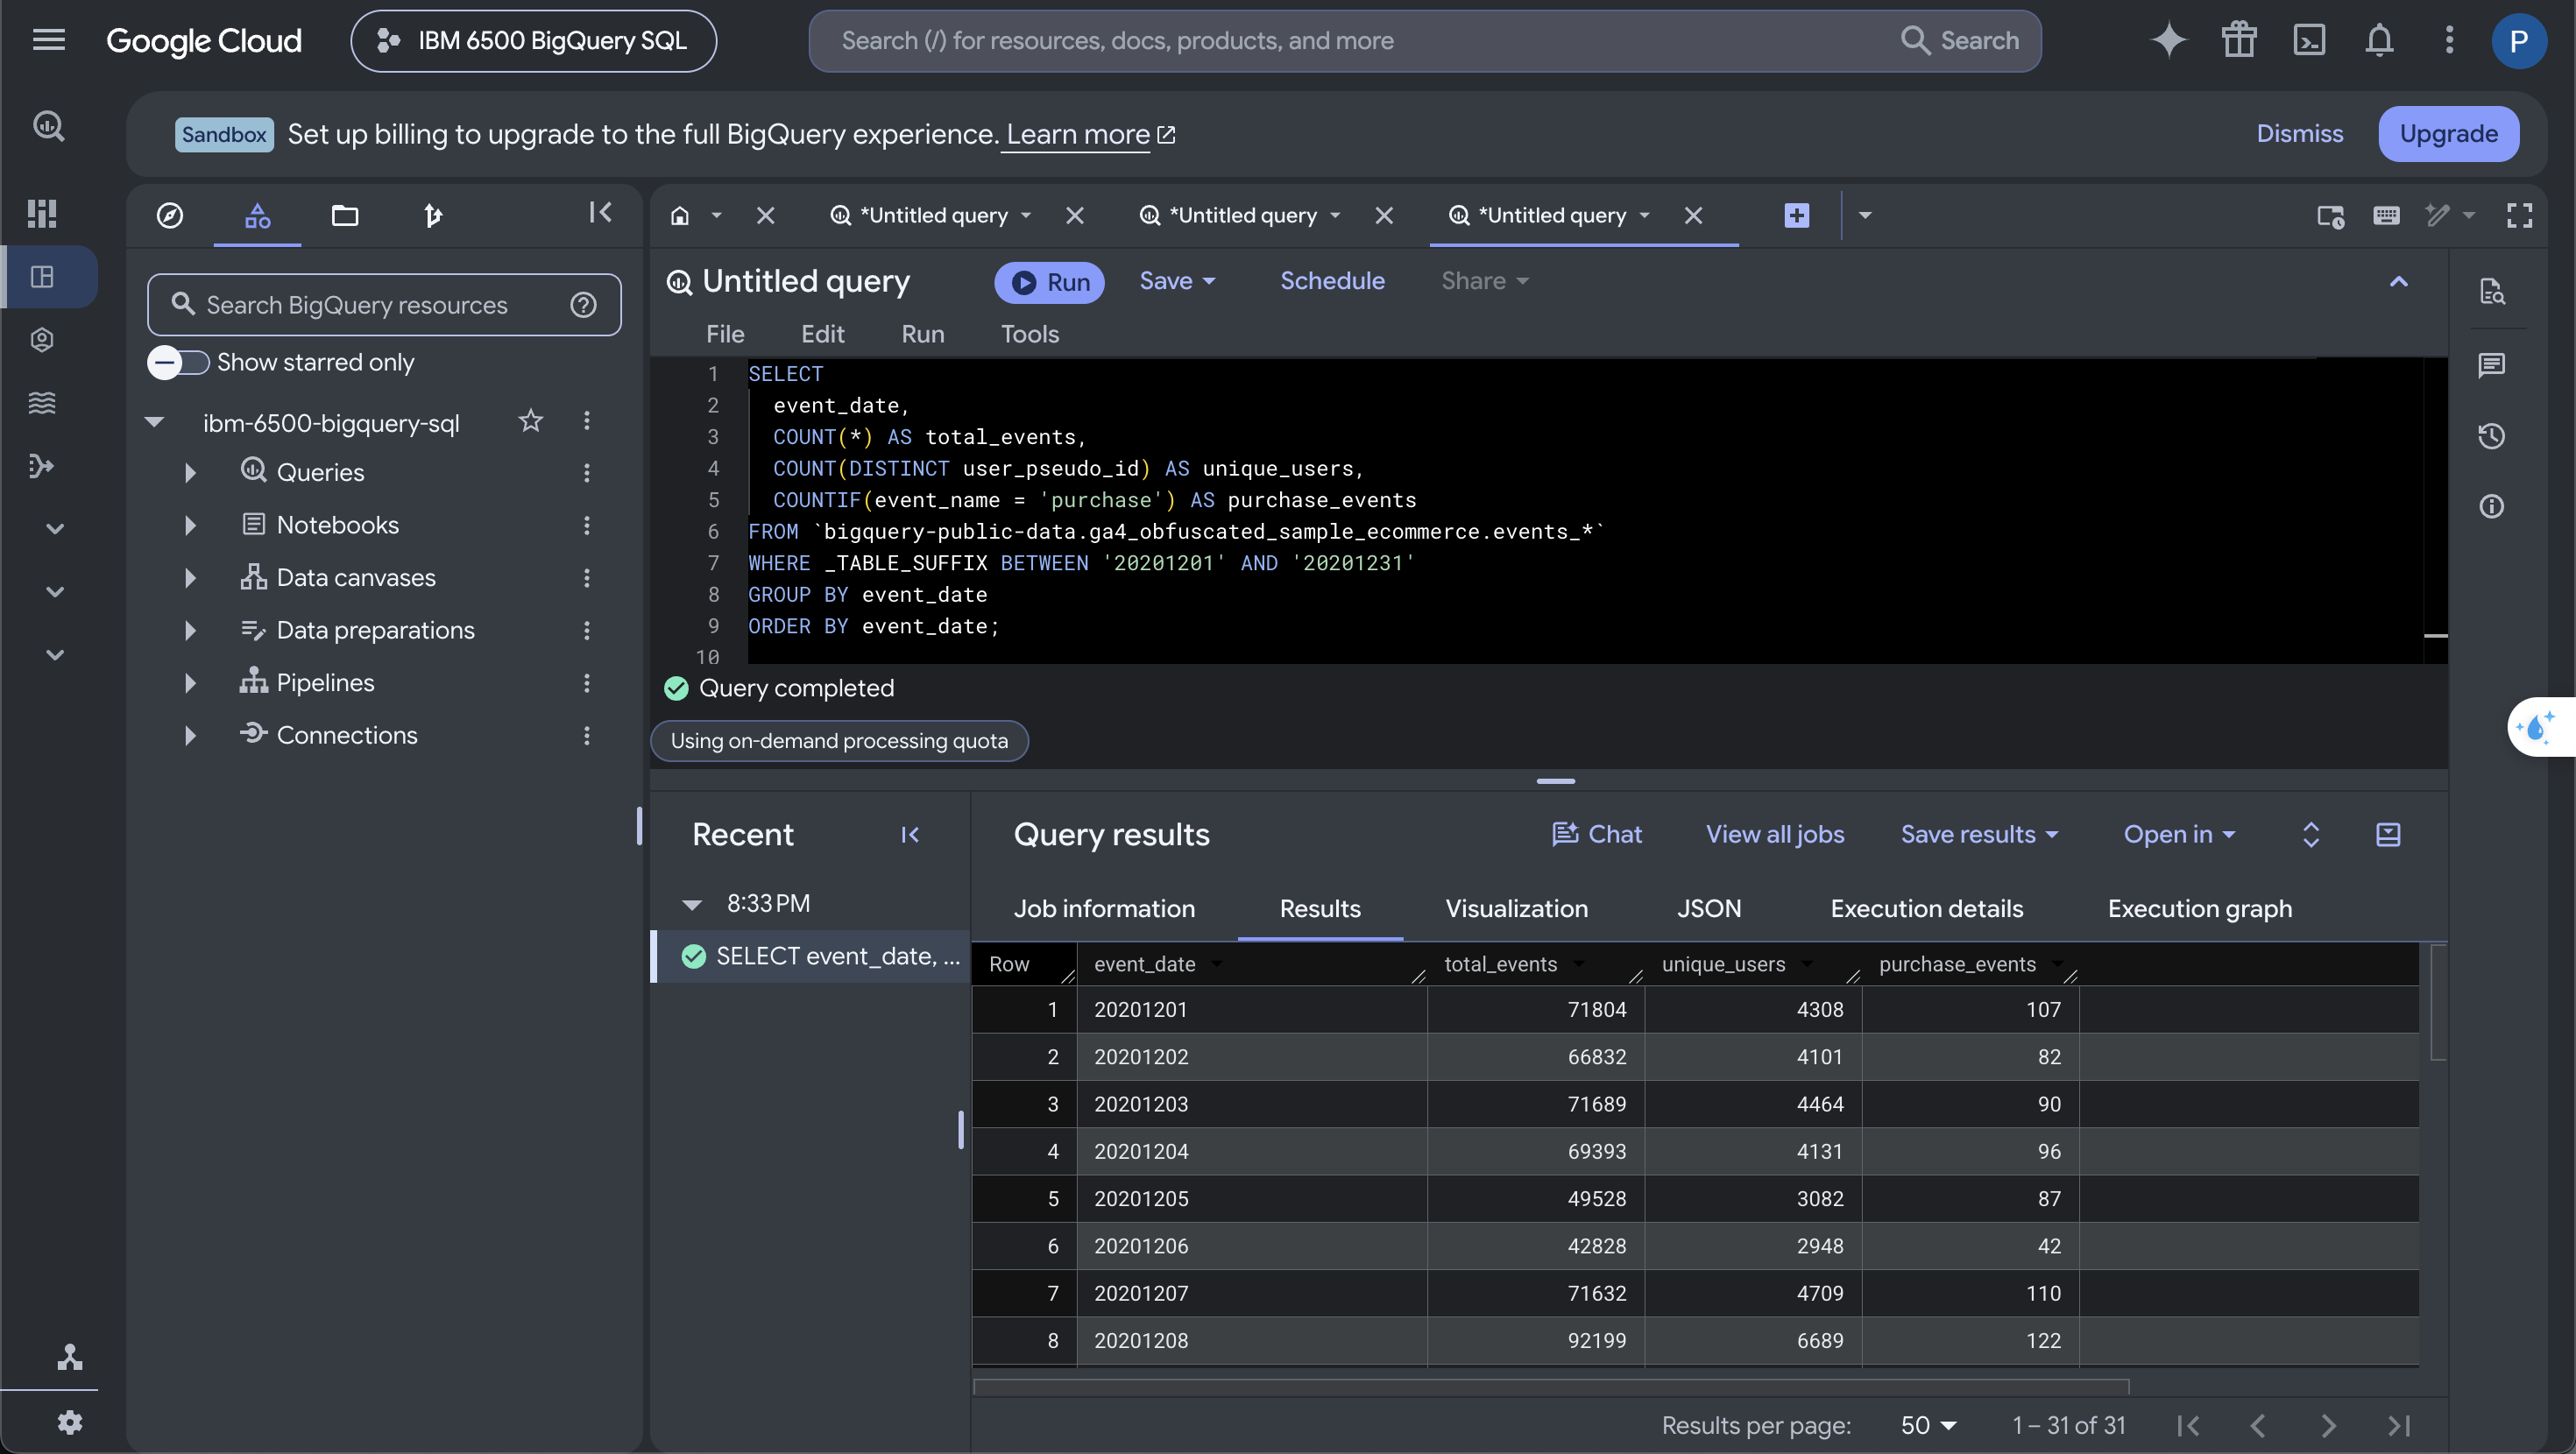 Google Cloud
IBM 6500 BigQuery SQL
Search (/) for resources, docs, products, and more
Search
P
Sandbox
Set up billing to upgrade to the full BigQuery experience. Learn more
Dismiss
Upgrade
*Untitled query
*Untitled query
*Untitled query
Search BigQuery resources
Show starred only
ibm-6500-bigquery-sql
Queries
Notebooks
Data canvases
Data preparations
Pipelines
Connections
Untitled query
Run
Save
Schedule
Share
File Edit Run Tools
1 SELECT
2 event_date,
3 COUNT(*) AS total_events,
4 COUNT(DISTINCT user_pseudo_id) AS unique_users,
5 COUNTIF(event_name = 'purchase') AS purchase_events
6 FROM `bigquery-public-data.ga4_obfuscated_sample_ecommerce.events_*`
7 WHERE _TABLE_SUFFIX BETWEEN '20201201' AND '20201231'
8 GROUP BY event_date
9 ORDER BY event_date;
10
Query completed
Using on-demand processing quota
Recent
8:33 PM
SELECT event_date, ...
Query results
Chat
View all jobs
Save results
Open in
Job information Results Visualization JSON Execution details Execution graph
Row event_date total_events unique_users purchase_events
1 20201201 71804 4308 107
2 20201202 66832 4101 82
3 20201203 71689 4464 90
4 20201204 69393 4131 96
5 20201205 49528 3082 87
6 20201206 42828 2948 42
7 20201207 71632 4709 110
8 20201208 92199 6689 122
Results per page: 50 1 – 31 of 31